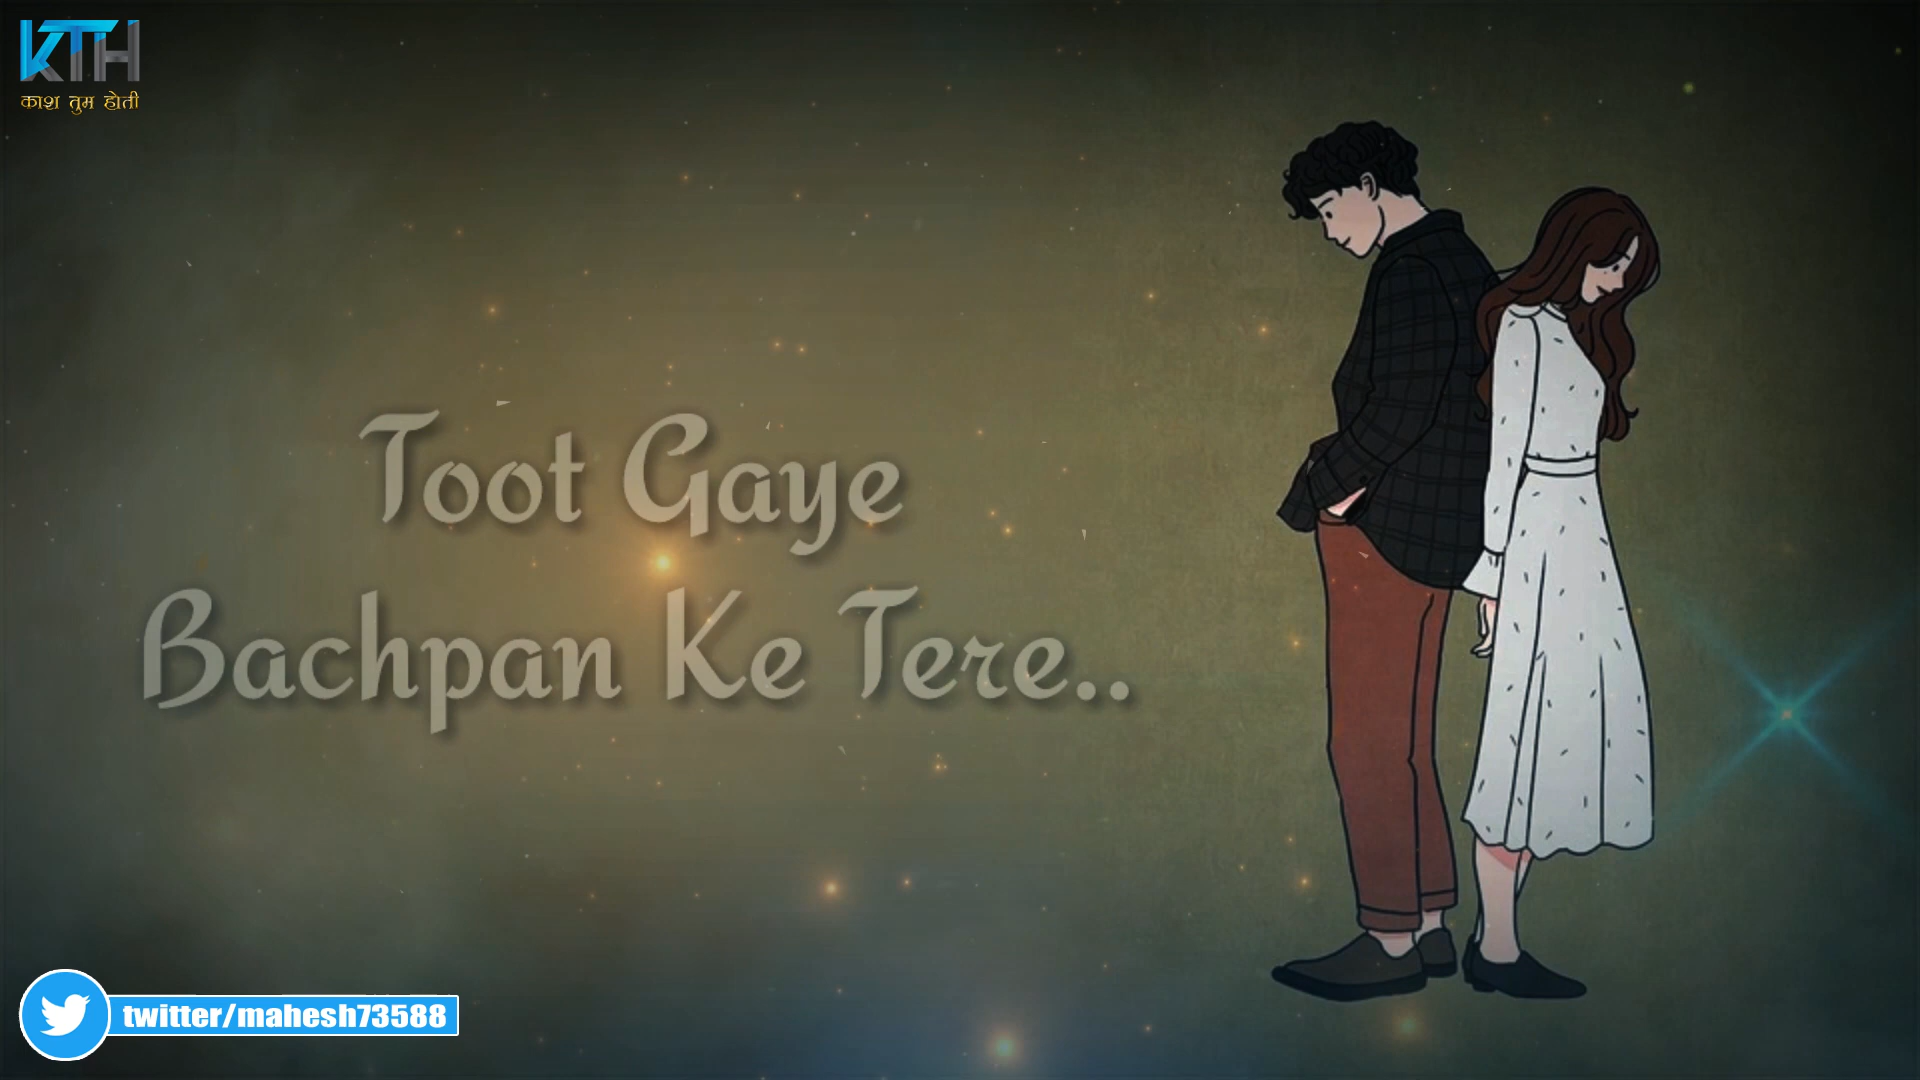 KTH
काश तुम होती
Toot Gaye
Bachpan Ke Tere..
twitter/mahesh73588